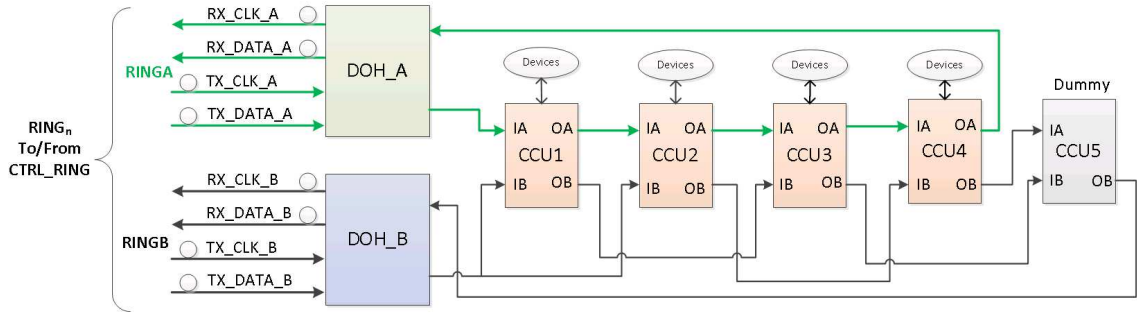 RING_n
To/From
CTRL_RING
RINGA
RX_CLK_A
RX_DATA_A
TX_CLK_A
TX_DATA_A
DOH_A
RINGB
RX_CLK_B
RX_DATA_B
TX_CLK_B
TX_DATA_B
DOH_B
Devices
IA OA
CCU1
IB OB
Devices
IA OA
CCU2
IB OB
Devices
IA OA
CCU3
IB OB
Devices
IA OA
CCU4
IB OB
Dummy
IA
CCU5
IB OB